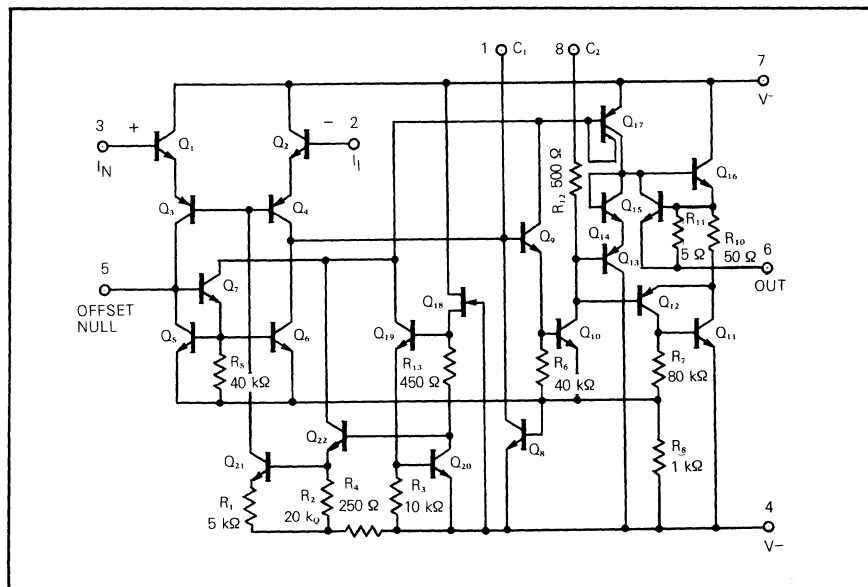 1 C₁
8 C₂
7
V⁻
3 +
I_N
− 2
I_I
Q₁
Q₂
Q₃
Q₄
5
OFFSET
NULL
Q₇
Q₅
Q₆
R₅
40 kΩ
Q₉
R₁₂ 500 Ω
Q₁₇
Q₁₆
Q₁₅
Q₁₄
Q₁₃
R₁₁
5 Ω
R₁₀
50 Ω
6
OUT
Q₁₈
Q₁₉
R₁₃
450 Ω
Q₁₀
R₆
40 kΩ
Q₁₂
Q₁₁
R₇
80 kΩ
Q₈
R₈
1 kΩ
Q₂₂
Q₂₁
Q₂₀
R₁
5 kΩ
R₂
20 kΩ
R₄
250 Ω
R₃
10 kΩ
4
V−